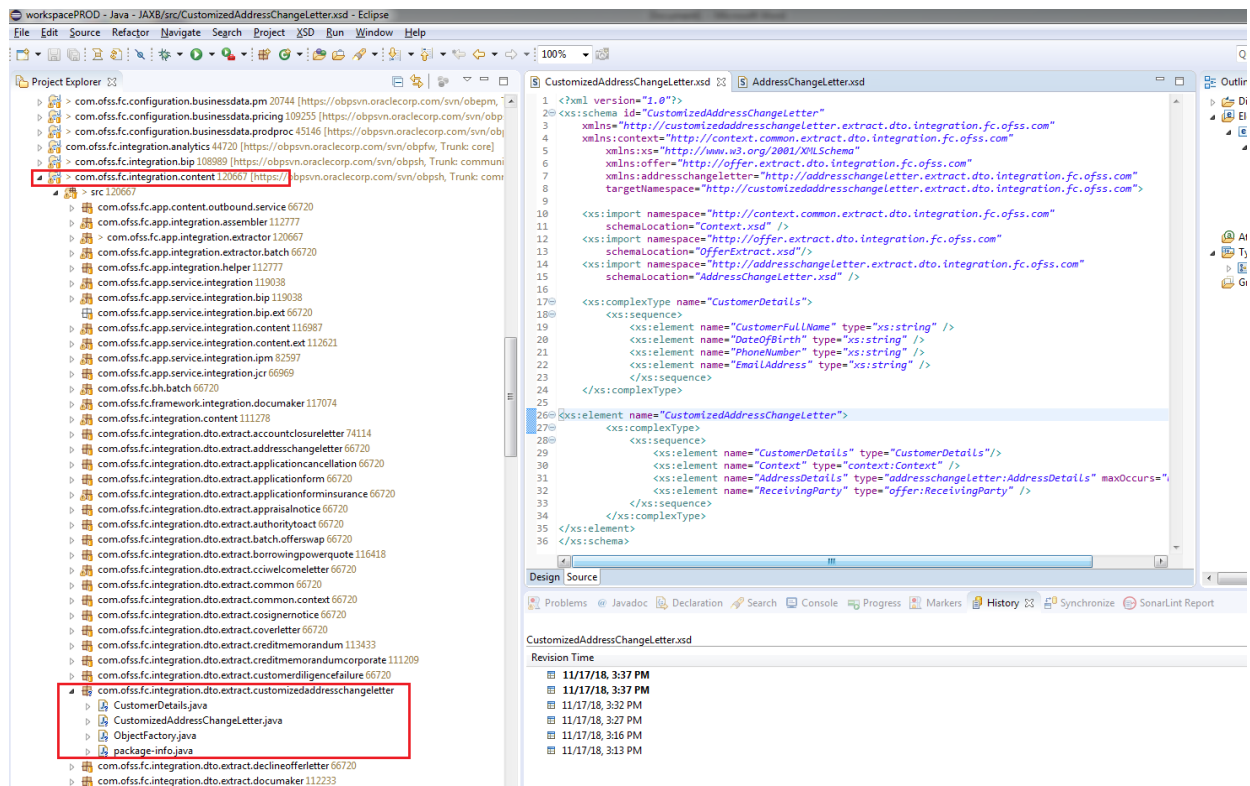 workspacePROD - Java - JAXB/src/CustomizedAddressChangeLetter.xsd - Eclipse
File Edit Source Refactor Navigate Search Project XSD Run Window Help
100%
Project Explorer
> com.ofss.fc.configuration.businessdata.pm 20744 [https://obpsvn.oraclecorp.com/svn/obepm,
> com.ofss.fc.configuration.businessdata.pricing 109255 [https://obpsvn.oraclecorp.com/svn/obp
> com.ofss.fc.configuration.businessdata.prodproc 45146 [https://obpsvn.oraclecorp.com/svn/obp
com.ofss.fc.integration.analytics 44720 [https://obpsvn.oraclecorp.com/svn/obpfw, Trunk: core]
> com.ofss.fc.integration.bip 108989 [https://obpsvn.oraclecorp.com/svn/obpsh, Trunk: communi
> com.ofss.fc.integration.content 120667 [https://obpsvn.oraclecorp.com/svn/obpsh, Trunk: comm
> src 120667
com.ofss.fc.app.content.outbound.service 66720
com.ofss.fc.app.integration.assembler 112777
> com.ofss.fc.app.integration.extractor 120667
com.ofss.fc.app.integration.extractor.batch 66720
com.ofss.fc.app.integration.helper 112777
com.ofss.fc.app.service.integration 119038
com.ofss.fc.app.service.integration.bip 119038
com.ofss.fc.app.service.integration.bip.ext 66720
com.ofss.fc.app.service.integration.content 116987
com.ofss.fc.app.service.integration.content.ext 112621
com.ofss.fc.app.service.integration.ipm 82597
com.ofss.fc.app.service.integration.jcr 66969
com.ofss.fc.bh.batch 66720
com.ofss.fc.framework.integration.documaker 117074
com.ofss.fc.integration.content 111278
com.ofss.fc.integration.dto.extract.accountclosureletter 74114
com.ofss.fc.integration.dto.extract.addresschangeletter 66720
com.ofss.fc.integration.dto.extract.applicationcancellation 66720
com.ofss.fc.integration.dto.extract.applicationform 66720
com.ofss.fc.integration.dto.extract.applicationforminsurance 66720
com.ofss.fc.integration.dto.extract.appraisalnotice 66720
com.ofss.fc.integration.dto.extract.authoritytoact 66720
com.ofss.fc.integration.dto.extract.batch.offerswap 66720
com.ofss.fc.integration.dto.extract.borrowingpowerquote 116418
com.ofss.fc.integration.dto.extract.cciwelcomeletter 66720
com.ofss.fc.integration.dto.extract.common 66720
com.ofss.fc.integration.dto.extract.common.context 66720
com.ofss.fc.integration.dto.extract.cosignernotice 66720
com.ofss.fc.integration.dto.extract.coverletter 66720
com.ofss.fc.integration.dto.extract.creditmemorandum 113433
com.ofss.fc.integration.dto.extract.creditmemorandumcorporate 111209
com.ofss.fc.integration.dto.extract.customerdiligencefailure 66720
com.ofss.fc.integration.dto.extract.customizedaddresschangeletter
CustomerDetails.java
CustomizedAddressChangeLetter.java
ObjectFactory.java
package-info.java
com.ofss.fc.integration.dto.extract.declineofferletter 66720
com.ofss.fc.integration.dto.extract.documaker 112233
CustomizedAddressChangeLetter.xsd AddressChangeLetter.xsd
1 <?xml version="1.0"?>
2 <xs:schema id="CustomizedAddressChangeLetter"
3 xmlns="http://customizedaddresschangeletter.extract.dto.integration.fc.ofss.com"
4 xmlns:context="http://context.common.extract.dto.integration.fc.ofss.com"
5 xmlns:xs="http://www.w3.org/2001/XMLSchema"
6 xmlns:offer="http://offer.extract.dto.integration.fc.ofss.com"
7 xmlns:addresschangeletter="http://addresschangeletter.extract.dto.integration.fc.ofss.com"
8 targetNamespace="http://customizedaddresschangeletter.extract.dto.integration.fc.ofss.com">
9
10 <xs:import namespace="http://context.common.extract.dto.integration.fc.ofss.com"
11 schemaLocation="Context.xsd" />
12 <xs:import namespace="http://offer.extract.dto.integration.fc.ofss.com"
13 schemaLocation="OfferExtract.xsd"/>
14 <xs:import namespace="http://addresschangeletter.extract.dto.integration.fc.ofss.com"
15 schemaLocation="AddressChangeLetter.xsd" />
16
17 <xs:complexType name="CustomerDetails">
18 <xs:sequence>
19 <xs:element name="CustomerFullName" type="xs:string" />
20 <xs:element name="DateOfBirth" type="xs:string" />
21 <xs:element name="PhoneNumber" type="xs:string" />
22 <xs:element name="EmailAddress" type="xs:string" />
23 </xs:sequence>
24 </xs:complexType>
25
26 <xs:element name="CustomizedAddressChangeLetter">
27 <xs:complexType>
28 <xs:sequence>
29 <xs:element name="CustomerDetails" type="CustomerDetails"/>
30 <xs:element name="Context" type="context:Context" />
31 <xs:element name="AddressDetails" type="addresschangeletter:AddressDetails" maxOccurs="
32 <xs:element name="ReceivingParty" type="offer:ReceivingParty" />
33 </xs:sequence>
34 </xs:complexType>
35 </xs:element>
36 </xs:schema>
Design Source
Problems Javadoc Declaration Search Console Progress Markers History Synchronize SonarLint Report
CustomizedAddressChangeLetter.xsd
Revision Time
11/17/18, 3:37 PM
11/17/18, 3:37 PM
11/17/18, 3:32 PM
11/17/18, 3:27 PM
11/17/18, 3:16 PM
11/17/18, 3:13 PM
Q
Outlin
Di
El
At
Ty
Gr